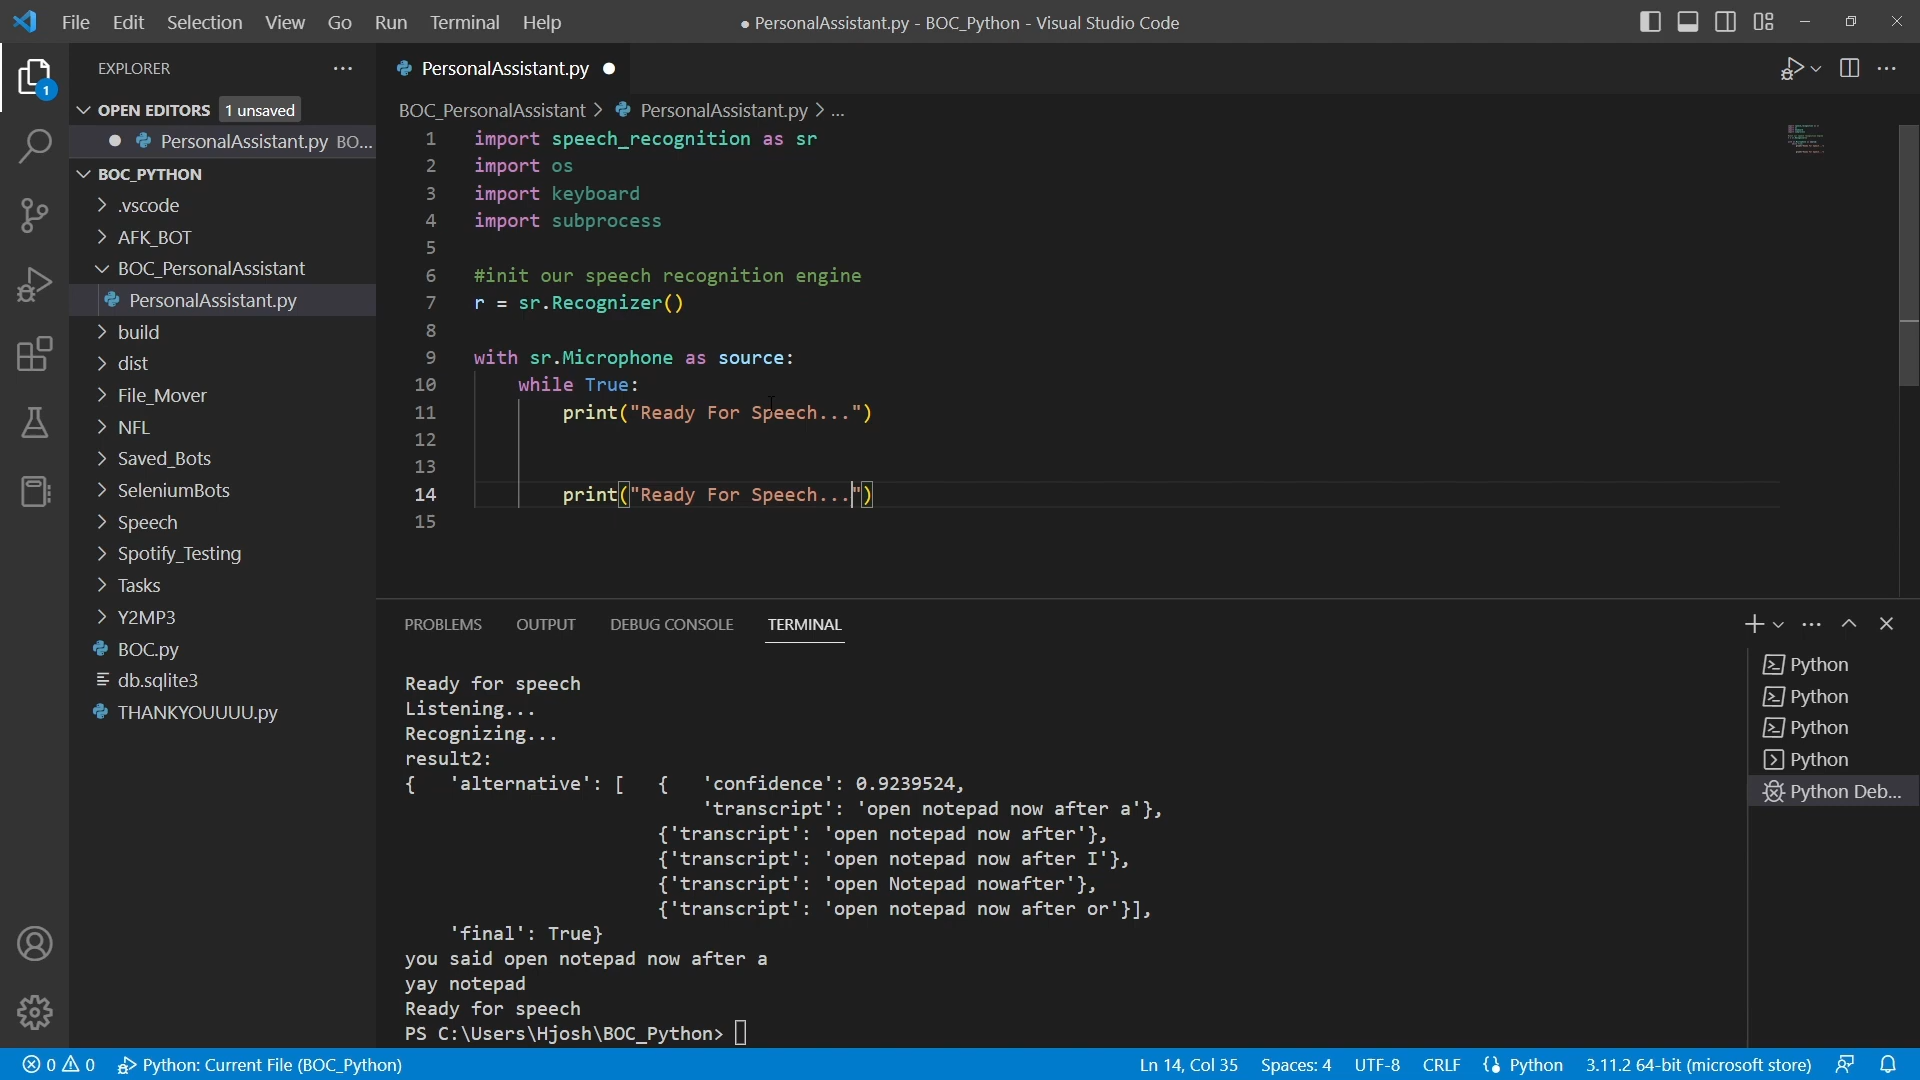 File Edit Selection View Go Run Terminal Help
● PersonalAssistant.py - BOC_Python - Visual Studio Code
EXPLORER
OPEN EDITORS 1 unsaved
PersonalAssistant.py BO...
BOC_PYTHON
.vscode
AFK_BOT
BOC_PersonalAssistant
PersonalAssistant.py
build
dist
File_Mover
NFL
Saved_Bots
SeleniumBots
Speech
Spotify_Testing
Tasks
Y2MP3
BOC.py
db.sqlite3
THANKYOUUUU.py
1
PersonalAssistant.py
BOC_PersonalAssistant > PersonalAssistant.py > ...
1 import speech_recognition as sr
2 import os
3 import keyboard
4 import subprocess
5
6 #init our speech recognition engine
7 r = sr.Recognizer()
8
9 with sr.Microphone as source:
10 while True:
11 print("Ready For Speech...")
12
13
14 print("Ready For Speech...")
15
PROBLEMS OUTPUT DEBUG CONSOLE TERMINAL
Ready for speech
Listening...
Recognizing...
result2:
{ 'alternative': [ { 'confidence': 0.9239524,
'transcript': 'open notepad now after a'},
{'transcript': 'open notepad now after'},
{'transcript': 'open notepad now after I'},
{'transcript': 'open Notepad nowafter'},
{'transcript': 'open notepad now after or'}],
'final': True}
you said open notepad now after a
yay notepad
Ready for speech
PS C:\Users\Hjosh\BOC_Python>
Python
Python
Python
Python
Python Deb...
0 0 Python: Current File (BOC_Python)
Ln 14, Col 35 Spaces: 4 UTF-8 CRLF Python 3.11.2 64-bit (microsoft store)